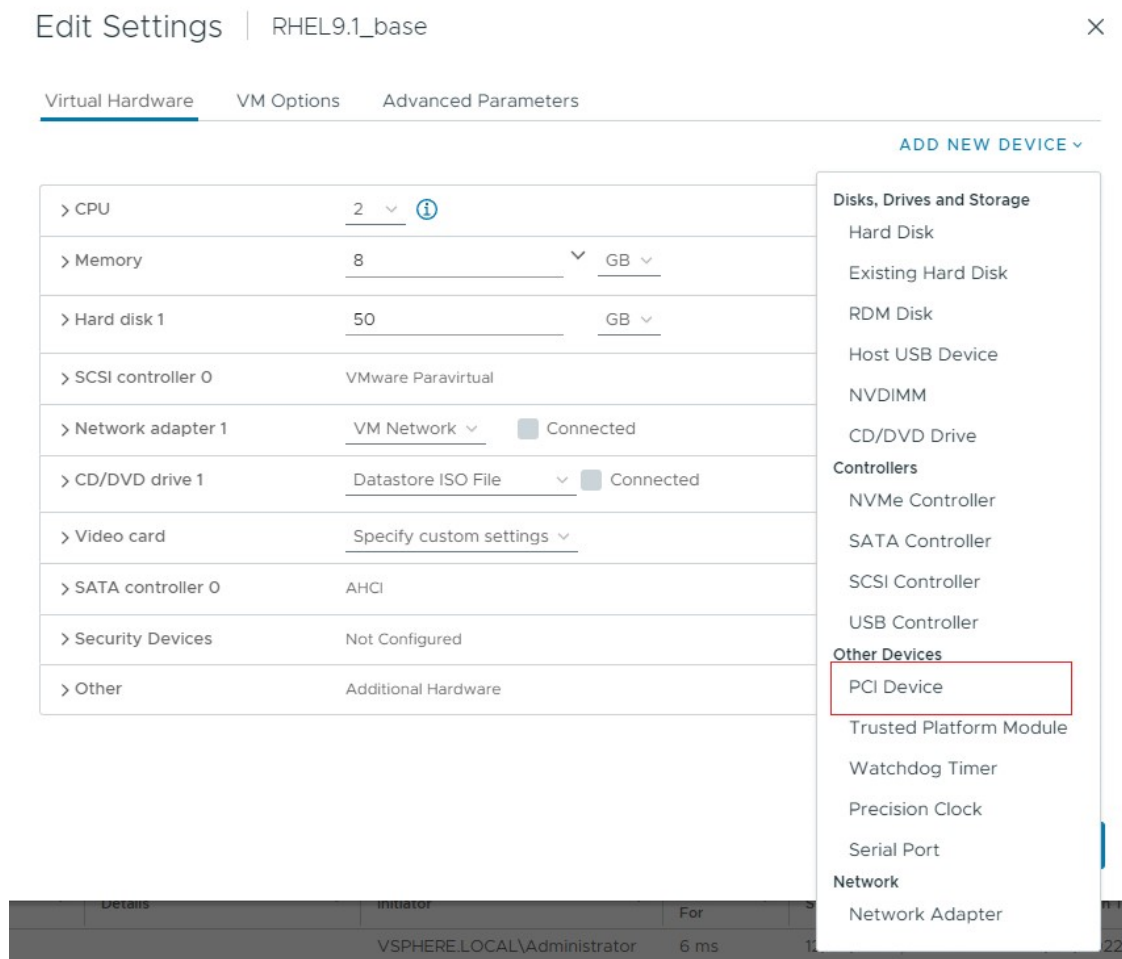 Edit Settings RHEL9.1_base
Virtual Hardware VM Options Advanced Parameters
ADD NEW DEVICE
CPU 2
Memory 8 GB
Hard disk 1 50 GB
SCSI controller 0 VMware Paravirtual
Network adapter 1 VM Network Connected
CD/DVD drive 1 Datastore ISO File Connected
Video card Specify custom settings
SATA controller 0 AHCI
Security Devices Not Configured
Other Additional Hardware
Disks, Drives and Storage
Hard Disk
Existing Hard Disk
RDM Disk
Host USB Device
NVDIMM
CD/DVD Drive
Controllers
NVMe Controller
SATA Controller
SCSI Controller
USB Controller
Other Devices
PCI Device
Trusted Platform Module
Watchdog Timer
Precision Clock
Serial Port
Network
Network Adapter
Details Initiator For
VSPHERE.LOCAL\Administrator 6 ms